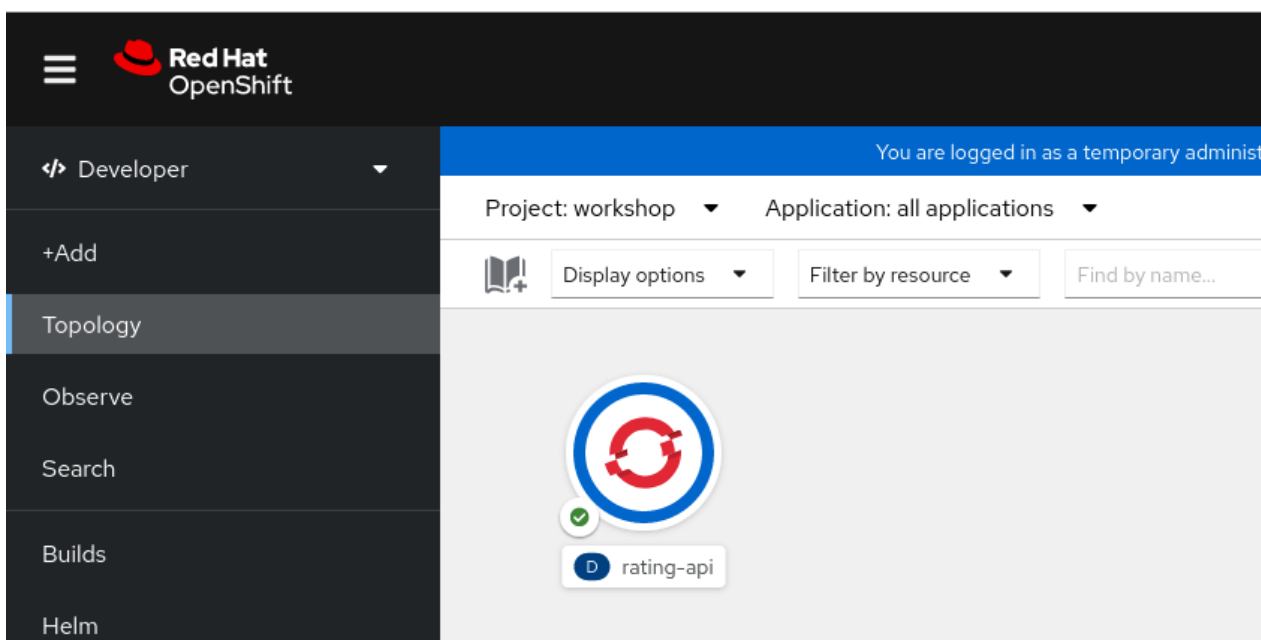 Red Hat
OpenShift
</> Developer
You are logged in as a temporary administ
Project: workshop
Application: all applications
+Add
Display options
Filter by resource
Find by name...
Topology
Observe
Search
Builds
D rating-api
Helm